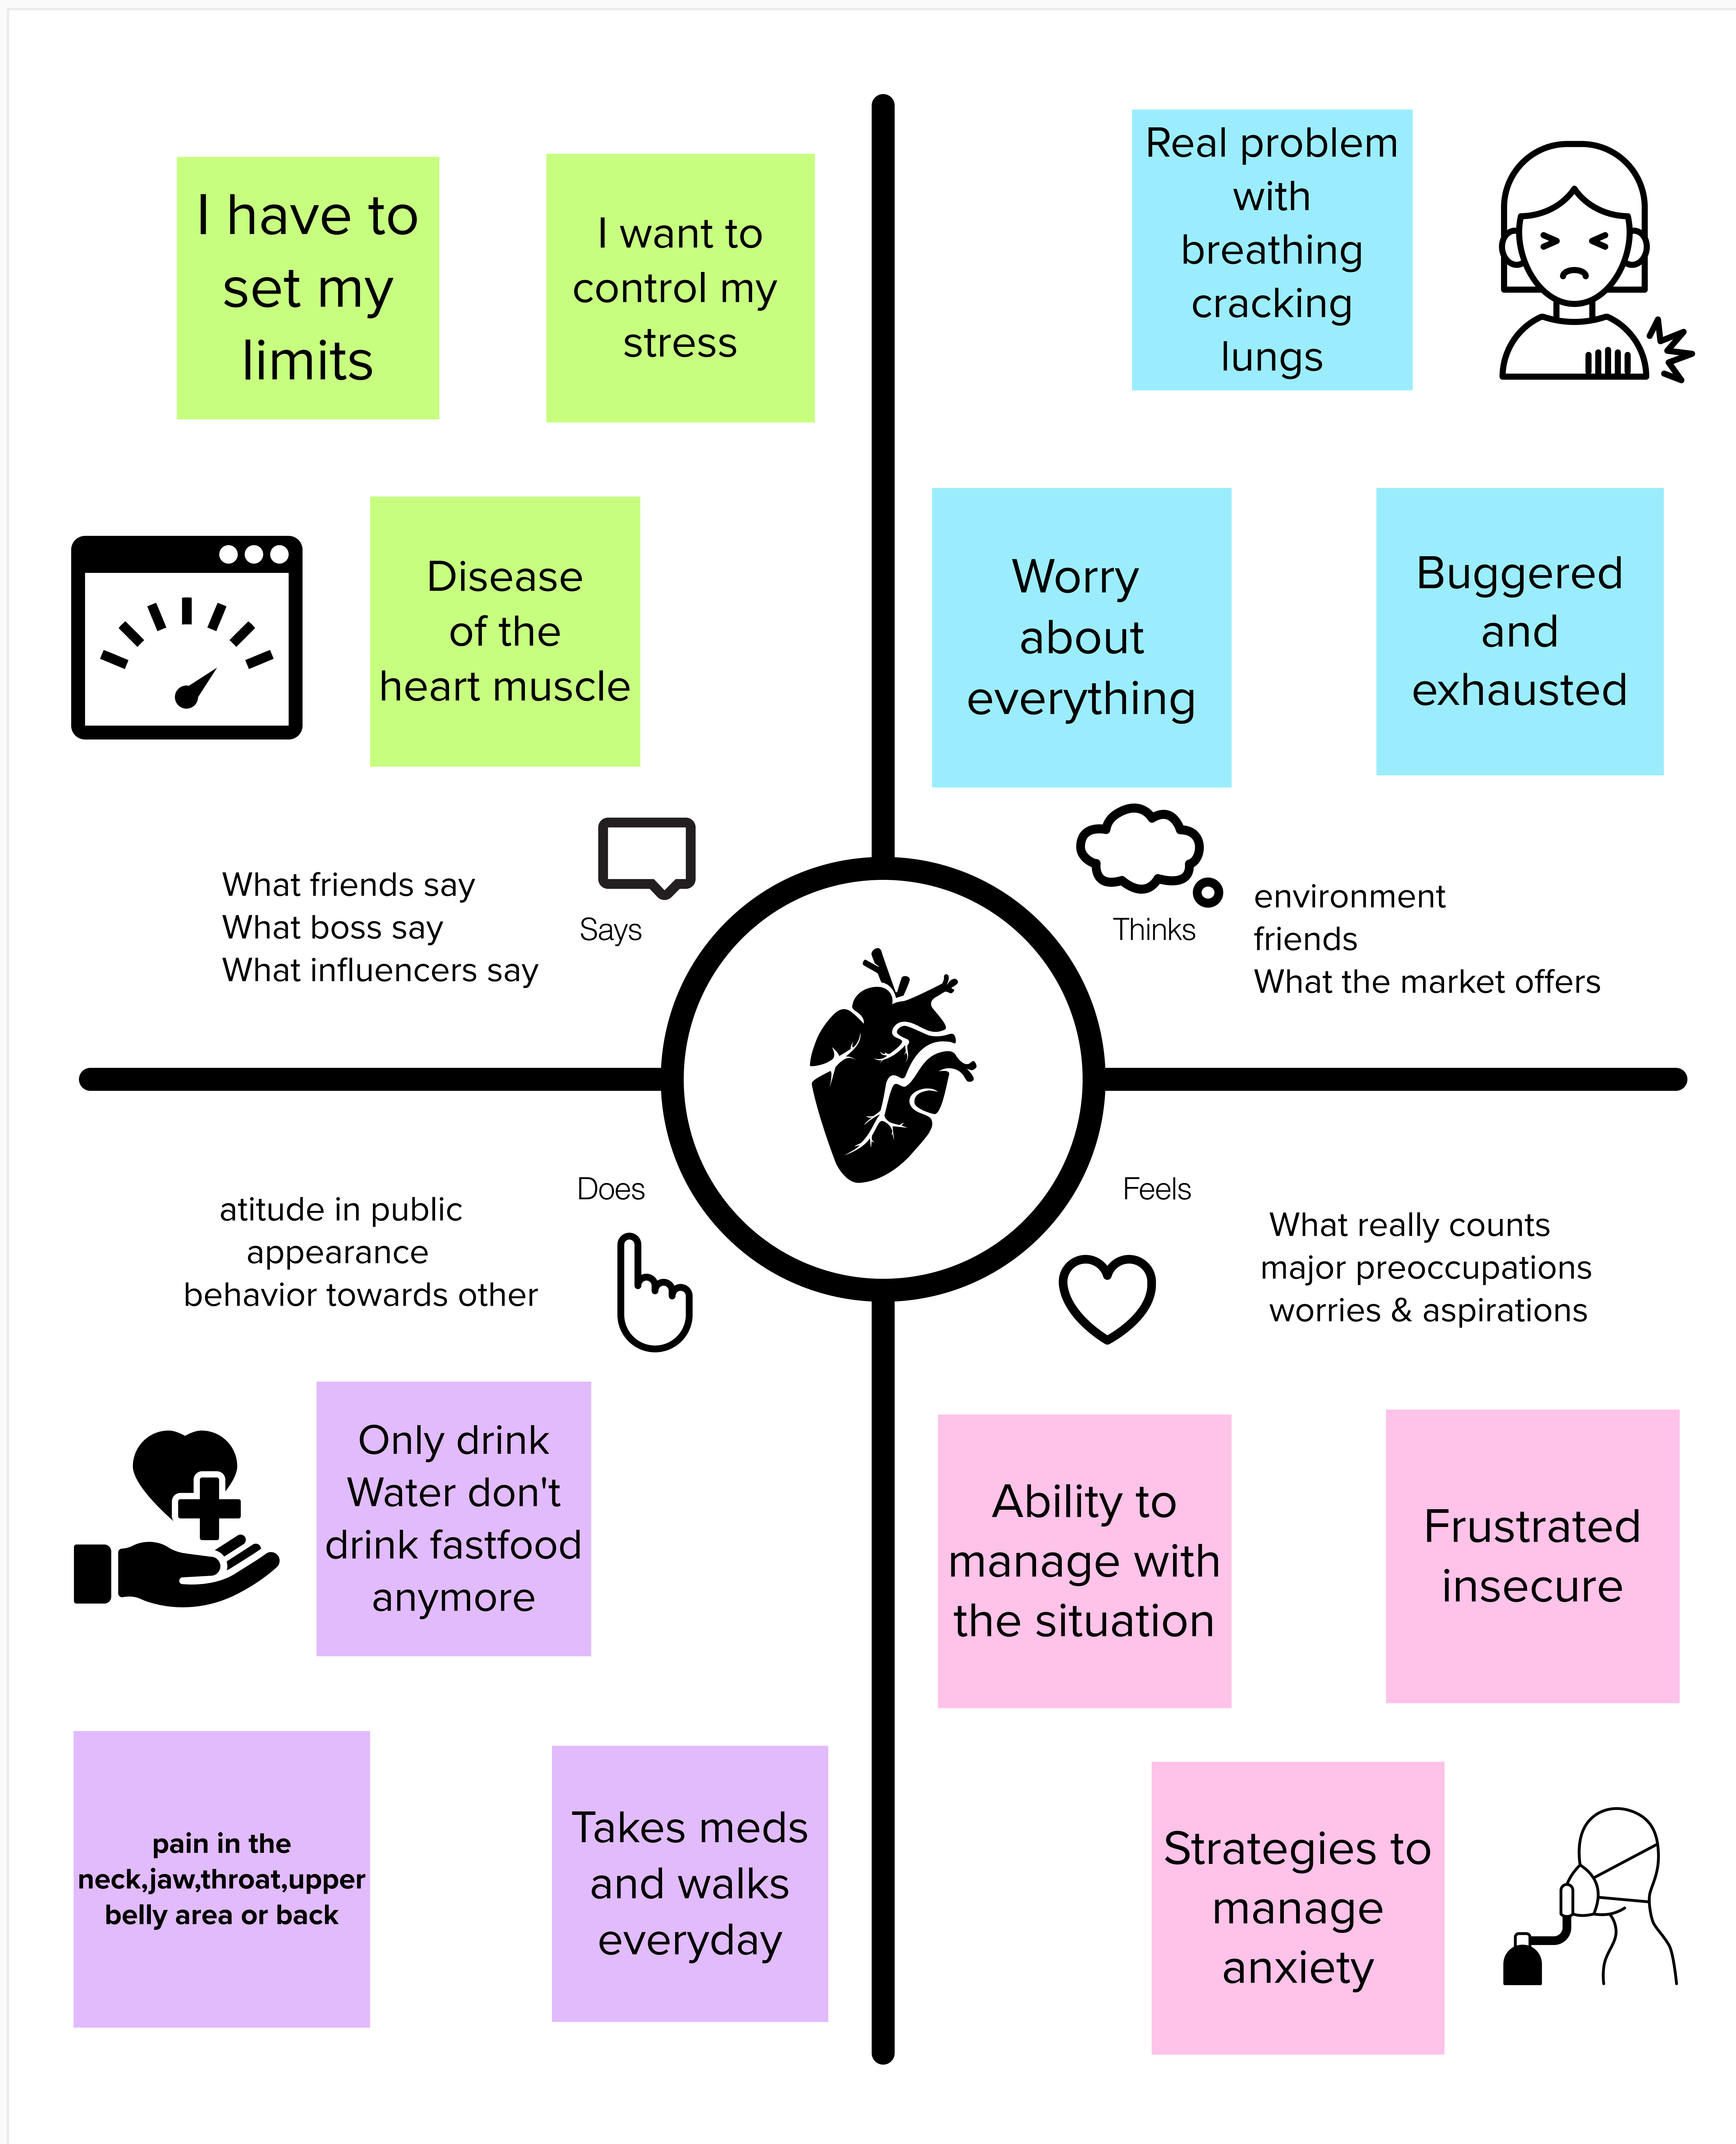 I have to
set my
limits
I want to
control my
stress
Disease
of the
heart muscle
What friends say
What boss say
What influencers say
Says
Real problem
with
breathing
cracking
lungs
Worry
about
everything
Buggered
and
exhausted
Thinks
environment
friends
What the market offers
Does
atitude in public
appearance
behavior towards other
Only drink
Water don't
drink fastfood
anymore
pain in the
neck,jaw,throat,upper
belly area or back
Takes meds
and walks
everyday
Feels
What really counts
major preoccupations
worries & aspirations
Ability to
manage with
the situation
Frustrated
insecure
Strategies to
manage
anxiety